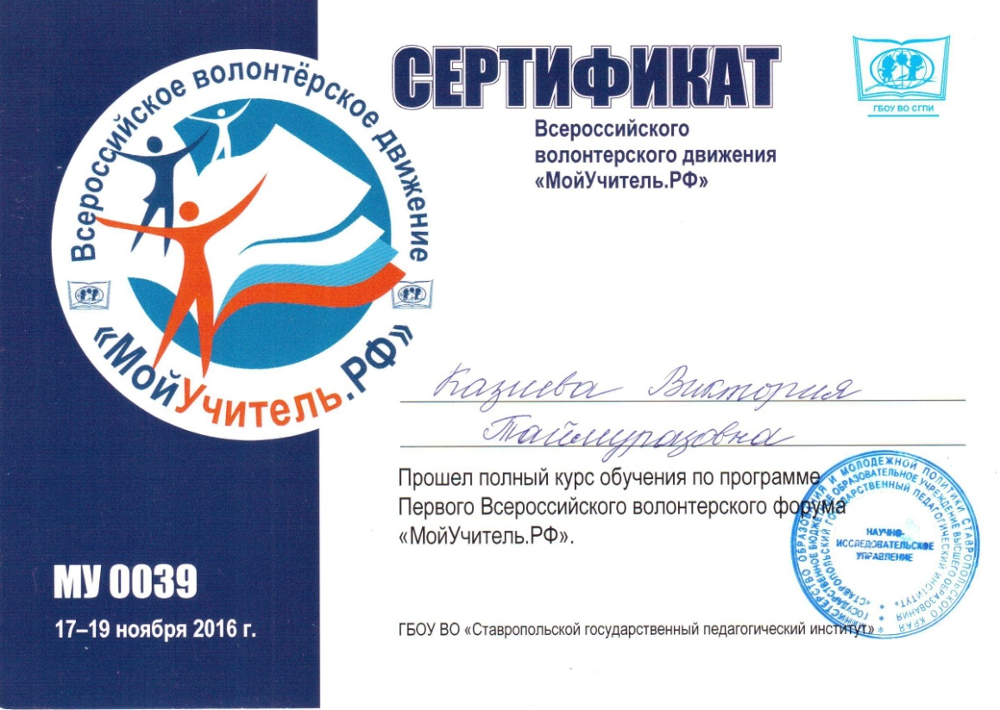 Всероссийское волонтёрское движение
«МойУчитель.РФ»
МУ 0039
17–19 ноября 2016 г.
СЕРТИФИКАТ
ГБОУ ВО СГПИ
Всероссийского
волонтерского движения
«МойУчитель.РФ»
Казиева Виктория
Таймуразовна
Прошел полный курс обучения по программе
Первого Всероссийского волонтерского форума
«МойУчитель.РФ».
ГБОУ ВО «Ставропольской государственный педагогический институт»
МИНИСТЕРСТВО ОБРАЗОВАНИЯ И МОЛОДЕЖНОЙ ПОЛИТИКИ СТАВРОПОЛЬСКОГО КРАЯ
ГОСУДАРСТВЕННОЕ БЮДЖЕТНОЕ ОБРАЗОВАТЕЛЬНОЕ УЧРЕЖДЕНИЕ ВЫСШЕГО ОБРАЗОВАНИЯ
«СТАВРОПОЛЬСКИЙ ГОСУДАРСТВЕННЫЙ ПЕДАГОГИЧЕСКИЙ ИНСТИТУТ»
НАУЧНО-
ИССЛЕДОВАТЕЛЬСКОЕ
УПРАВЛЕНИЕ